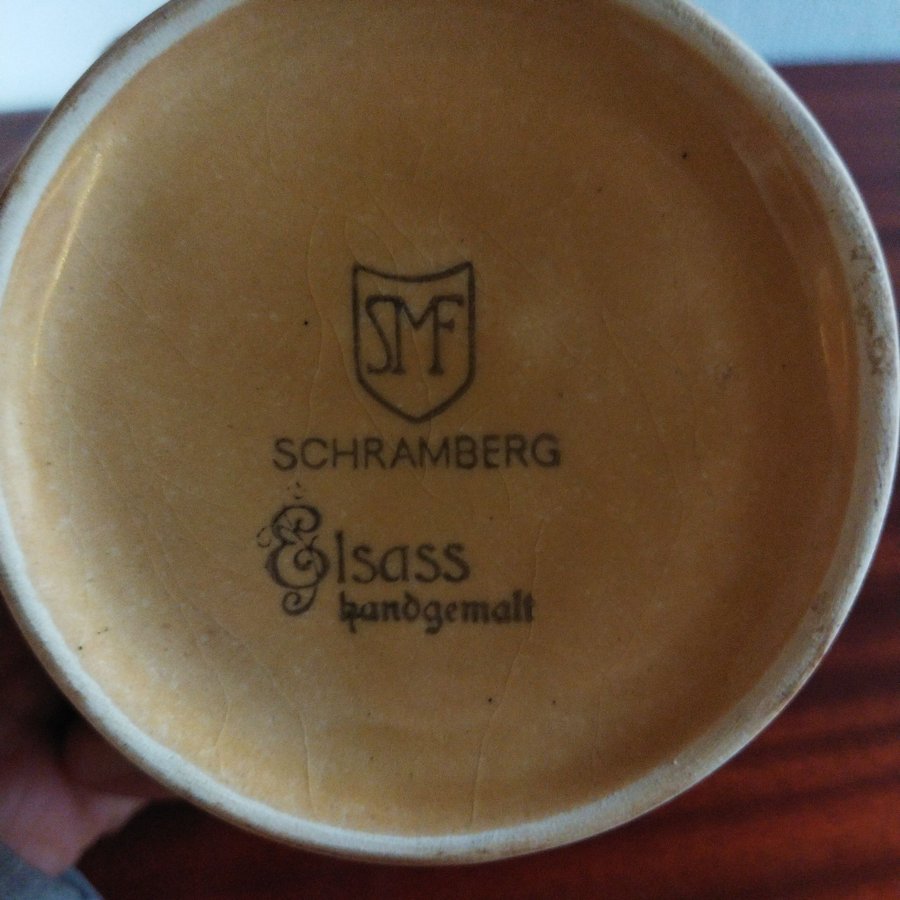 SMF
SCHRAMBERG
Elsass
handgemalt